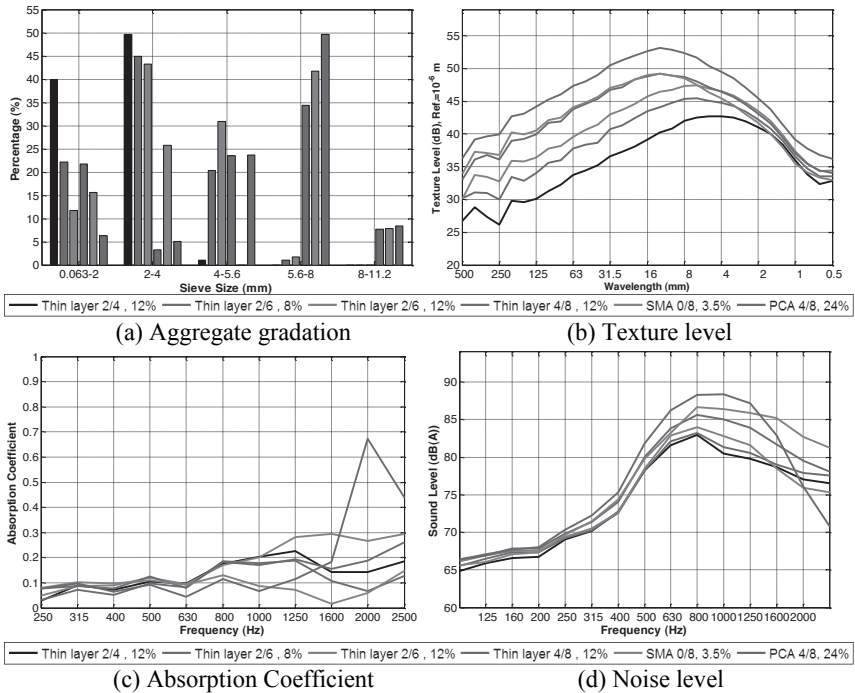 55
50
45
40
35
30
25
20
15
10
5
0
Percentage (%)
0.063-2 2-4 4-5.6 5.6-8 8-11.2
Sieve Size (mm)
60
55
50
45
40
35
30
25
20
Texture Level (dB), Ref.=10⁻⁶ m
500 250 125 63 31.5 16 8 4 2 1 0.5
Wavelength (mm)
Thin layer 2/4 , 12% Thin layer 2/6 , 8% Thin layer 2/6 , 12% Thin layer 4/8 , 12% SMA 0/8, 3.5% PCA 4/8, 24%
(a) Aggregate gradation
(b) Texture level
1
0.9
0.8
0.7
0.6
0.5
0.4
0.3
0.2
0.1
0
Absorption Coefficient
250 315 400 500 630 800 1000 1250 1600 2000 2500
Frequency (Hz)
90
85
80
75
70
65
60
Sound Level (dB(A))
125 160 200 250 315 400 500 630 800 1000 1250 1600 2000
Frequency (Hz)
Thin layer 2/4 , 12% Thin layer 2/6 , 8% Thin layer 2/6 , 12% Thin layer 4/8 , 12% SMA 0/8, 3.5% PCA 4/8, 24%
(c) Absorption Coefficient
(d) Noise level